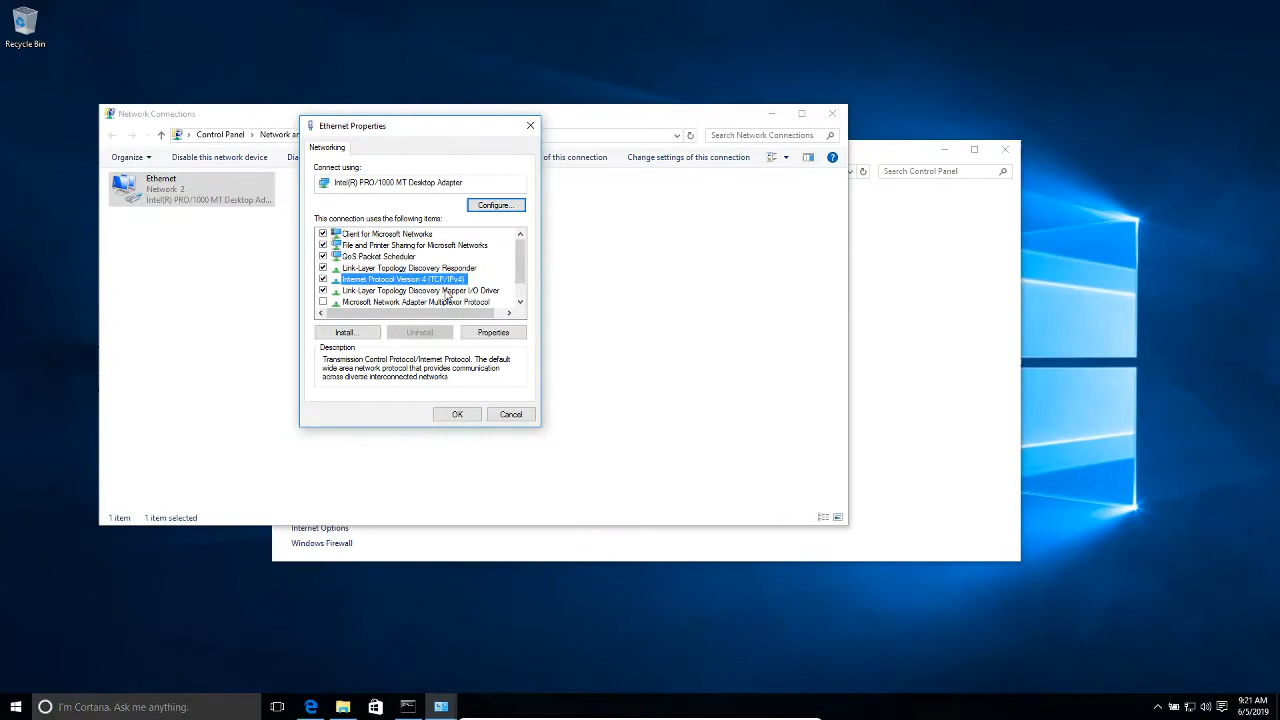 Recycle Bin
Network Connections
Control Panel
Network an
Search Network Connections
Organize
Disable this network device
Dia
of this connection
Change settings of this connection
Search Control Panel
Ethernet
Network 2
Intel(R) PRO/1000 MT Desktop Ad...
Ethernet Properties
Networking
Connect using:
Intel(R) PRO/1000 MT Desktop Adapter
Configure...
This connection uses the following items:
Client for Microsoft Networks
File and Printer Sharing for Microsoft Networks
QoS Packet Scheduler
Link-Layer Topology Discovery Responder
Internet Protocol Version 4 (TCP/IPv4)
Link-Layer Topology Discovery Mapper I/O Driver
Microsoft Network Adapter Multiplexor Protocol
Install...
Uninstall
Properties
Description
Transmission Control Protocol/Internet Protocol. The default
wide area network protocol that provides communication
across diverse interconnected networks.
OK
Cancel
1 item
1 item selected
Internet Options
Windows Firewall
I'm Cortana. Ask me anything.
9:21 AM
6/5/2019